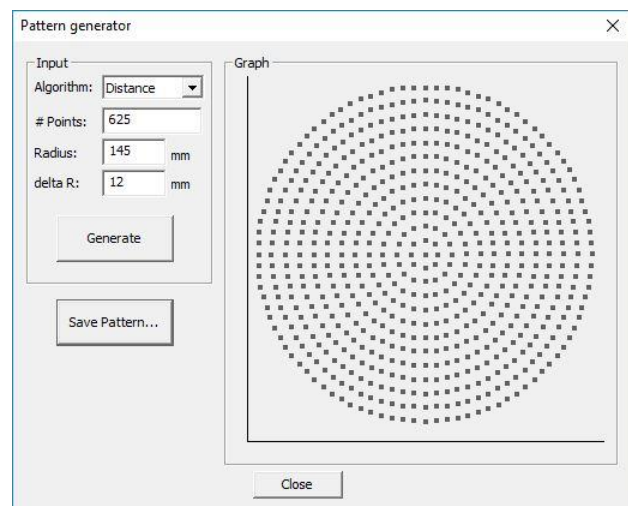 Pattern generator
Input
Algorithm: Distance
# Points: 625
Radius: 145 mm
delta R: 12 mm
Generate
Save Pattern...
Graph
Close